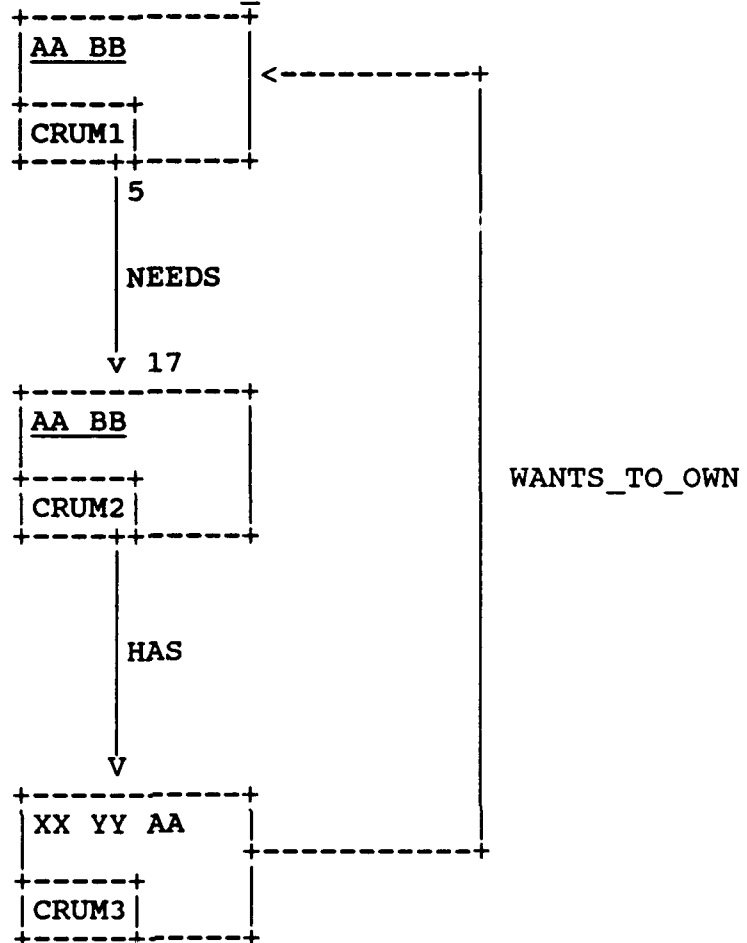 AA BB
CRUM1
5
NEEDS
v 17
AA BB
CRUM2
WANTS_TO_OWN
HAS
V
XX YY AA
CRUM3